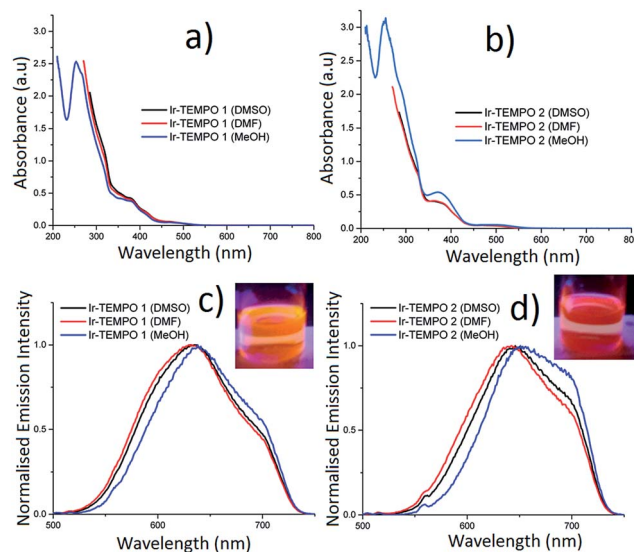 a)
Absorbance (a.u)
3.0
2.5
2.0
1.5
1.0
0.5
0.0
Ir-TEMPO 1 (DMSO)
Ir-TEMPO 1 (DMF)
Ir-TEMPO 1 (MeOH)
200 300 400 500 600 700 800
Wavelength (nm)
b)
Absorbance (a.u)
3.0
2.5
2.0
1.5
1.0
0.5
0.0
Ir-TEMPO 2 (DMSO)
Ir-TEMPO 2 (DMF)
Ir-TEMPO 2 (MeOH)
200 300 400 500 600 700 800
Wavelength (nm)
c)
Normalised Emission Intensity
1.0
0.5
0.0
Ir-TEMPO 1 (DMSO)
Ir-TEMPO 1 (DMF)
Ir-TEMPO 1 (MeOH)
500 600 700
Wavelength (nm)
d)
Normalised Emission Intensity
1.0
0.5
0.0
Ir-TEMPO 2 (DMSO)
Ir-TEMPO 2 (DMF)
Ir-TEMPO 2 (MeOH)
500 600 700
Wavelength (nm)